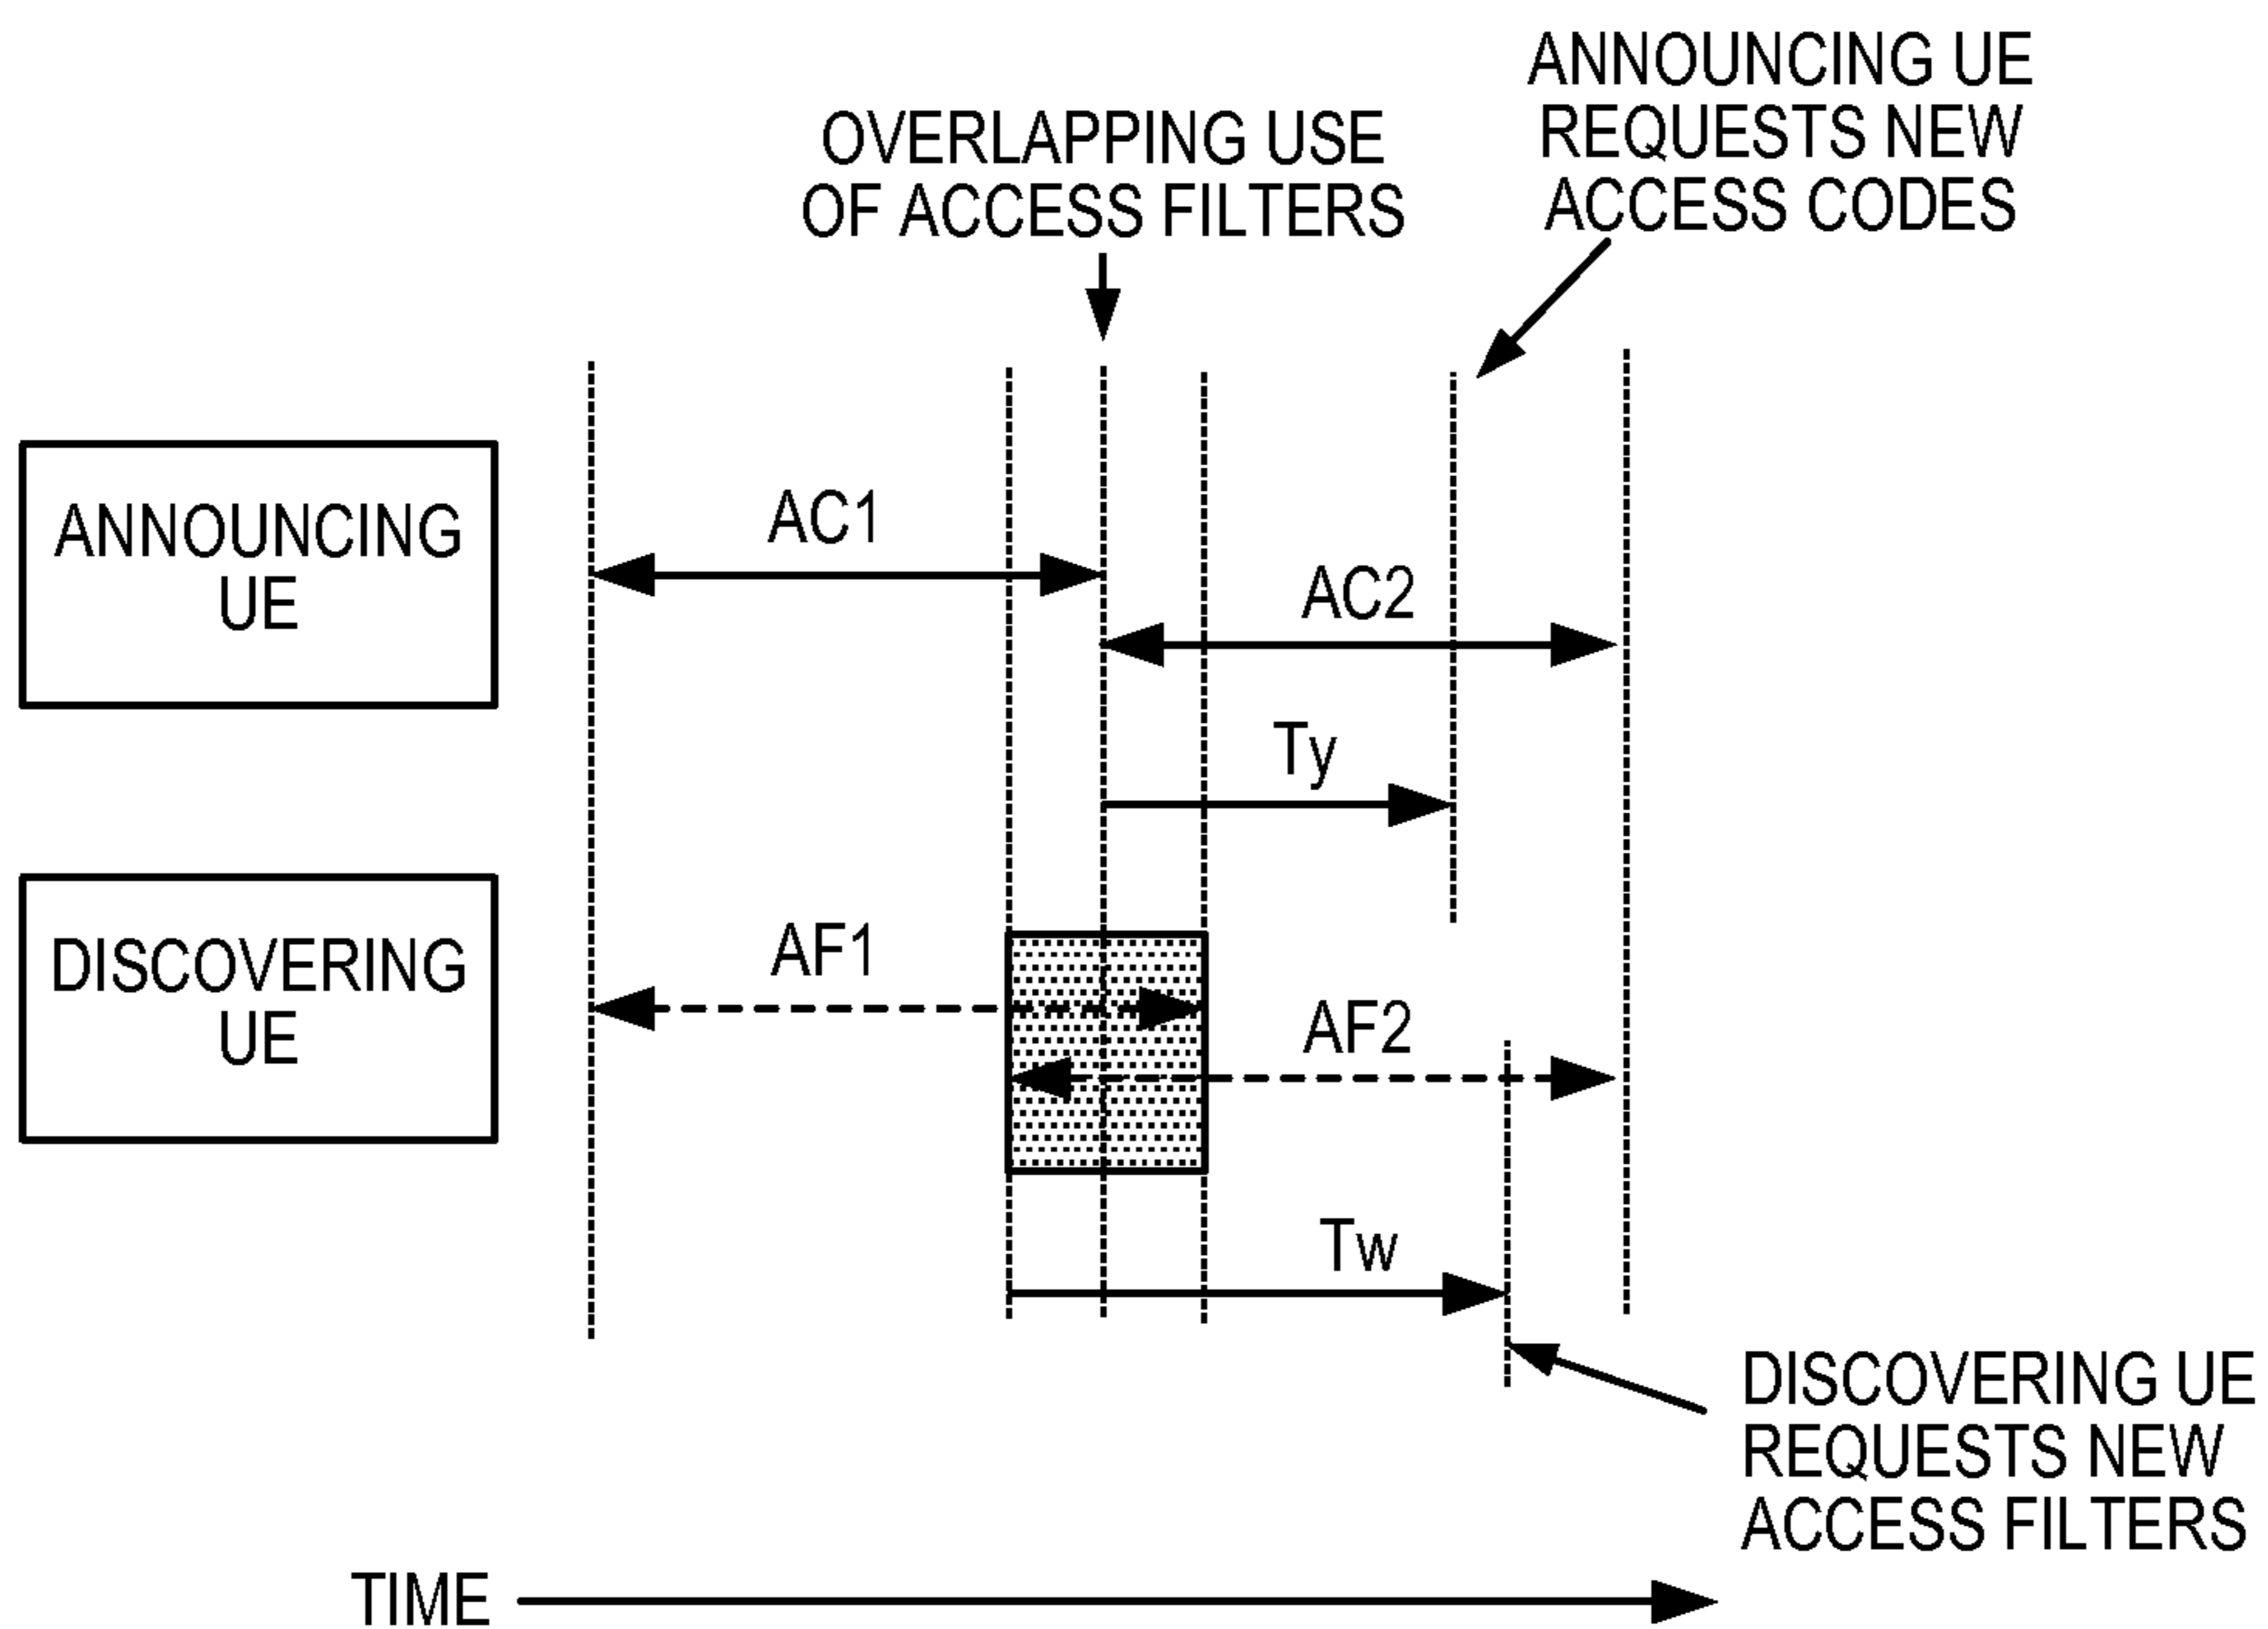 ANNOUNCING UE
REQUESTS NEW
ACCESS CODES
OVERLAPPING USE
OF ACCESS FILTERS
ANNOUNCING
UE
AC1
AC2
Ty
DISCOVERING
UE
AF1
AF2
Tw
DISCOVERING UE
REQUESTS NEW
ACCESS FILTERS
TIME